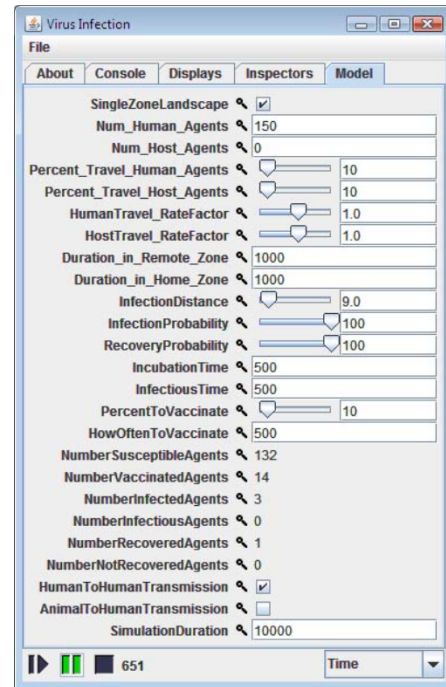 Virus Infection
File
About Console Displays Inspectors Model
SingleZoneLandscape
Num_Human_Agents 150
Num_Host_Agents 0
Percent_Travel_Human_Agents 10
Percent_Travel_Host_Agents 10
HumanTravel_RateFactor 1.0
HostTravel_RateFactor 1.0
Duration_in_Remote_Zone 1000
Duration_in_Home_Zone 1000
InfectionDistance 9.0
InfectionProbability 100
RecoveryProbability 100
IncubationTime 500
InfectiousTime 500
PercentToVaccinate 10
HowOftenToVaccinate 500
NumberSusceptibleAgents 132
NumberVaccinatedAgents 14
NumberInfectedAgents 3
NumberInfectiousAgents 0
NumberRecoveredAgents 1
NumberNotRecoveredAgents 0
HumanToHumanTransmission
AnimalToHumanTransmission
SimulationDuration 10000
651 Time